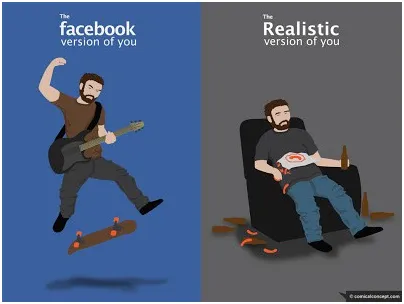 The
facebook
version of you
The
Realistic
version of you
© comicalconcept.com